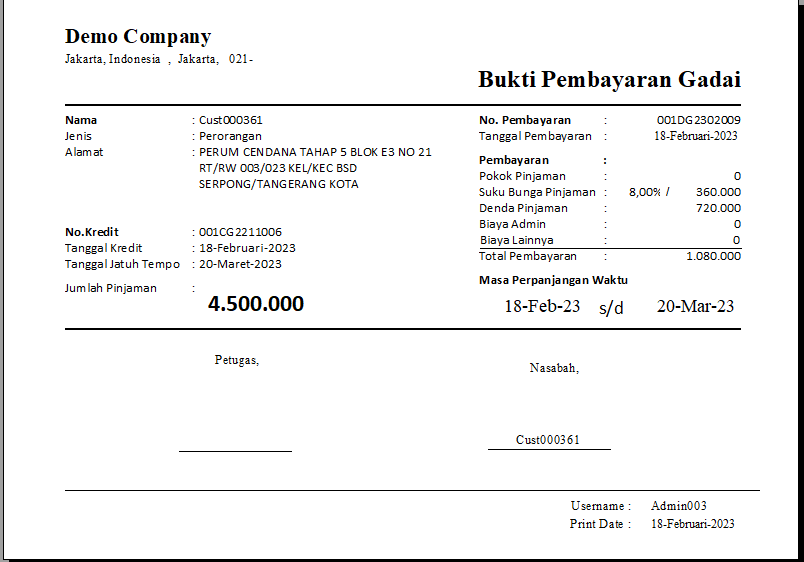 Demo Company
Jakarta, Indonesia , Jakarta, 021-
Bukti Pembayaran Gadai
Nama : Cust000361
Jenis : Perorangan
Alamat : PERUM CENDANA TAHAP 5 BLOK E3 NO 21
RT/RW 003/023 KEL/KEC BSD
SERPONG/TANGERANG KOTA
No.Kredit : 001CG2211006
Tanggal Kredit : 18-Februari-2023
Tanggal Jatuh Tempo : 20-Maret-2023
Jumlah Pinjaman :
4.500.000
No. Pembayaran : 001DG2302009
Tanggal Pembayaran : 18-Februari-2023
Pembayaran :
Pokok Pinjaman : 0
Suku Bunga Pinjaman : 8,00% / 360.000
Denda Pinjaman : 720.000
Biaya Admin : 0
Biaya Lainnya : 0
Total Pembayaran : 1.080.000
Masa Perpanjangan Waktu
18-Feb-23 s/d 20-Mar-23
Petugas,
Nasabah,
Cust000361
Username : Admin003
Print Date : 18-Februari-2023